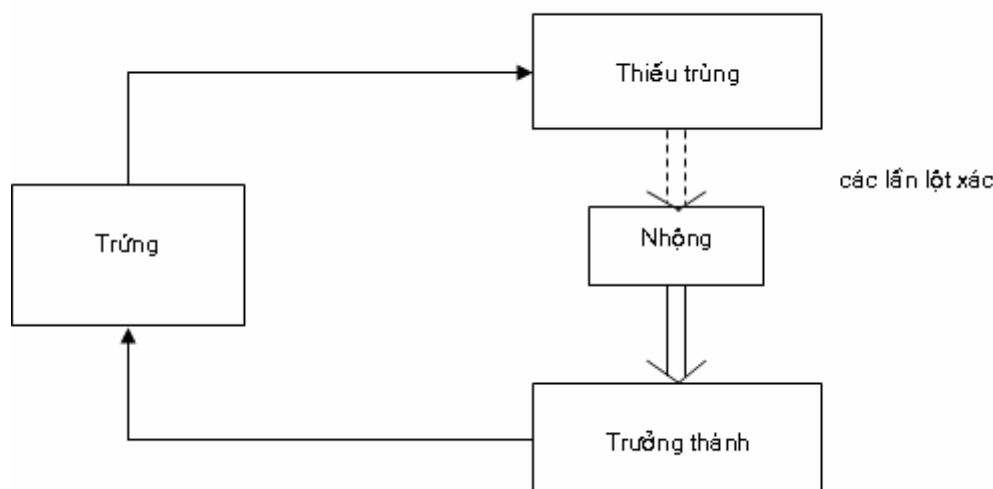 Thiếu trùng
các lần lột xác
Trứng
Nhộng
Trưởng thành